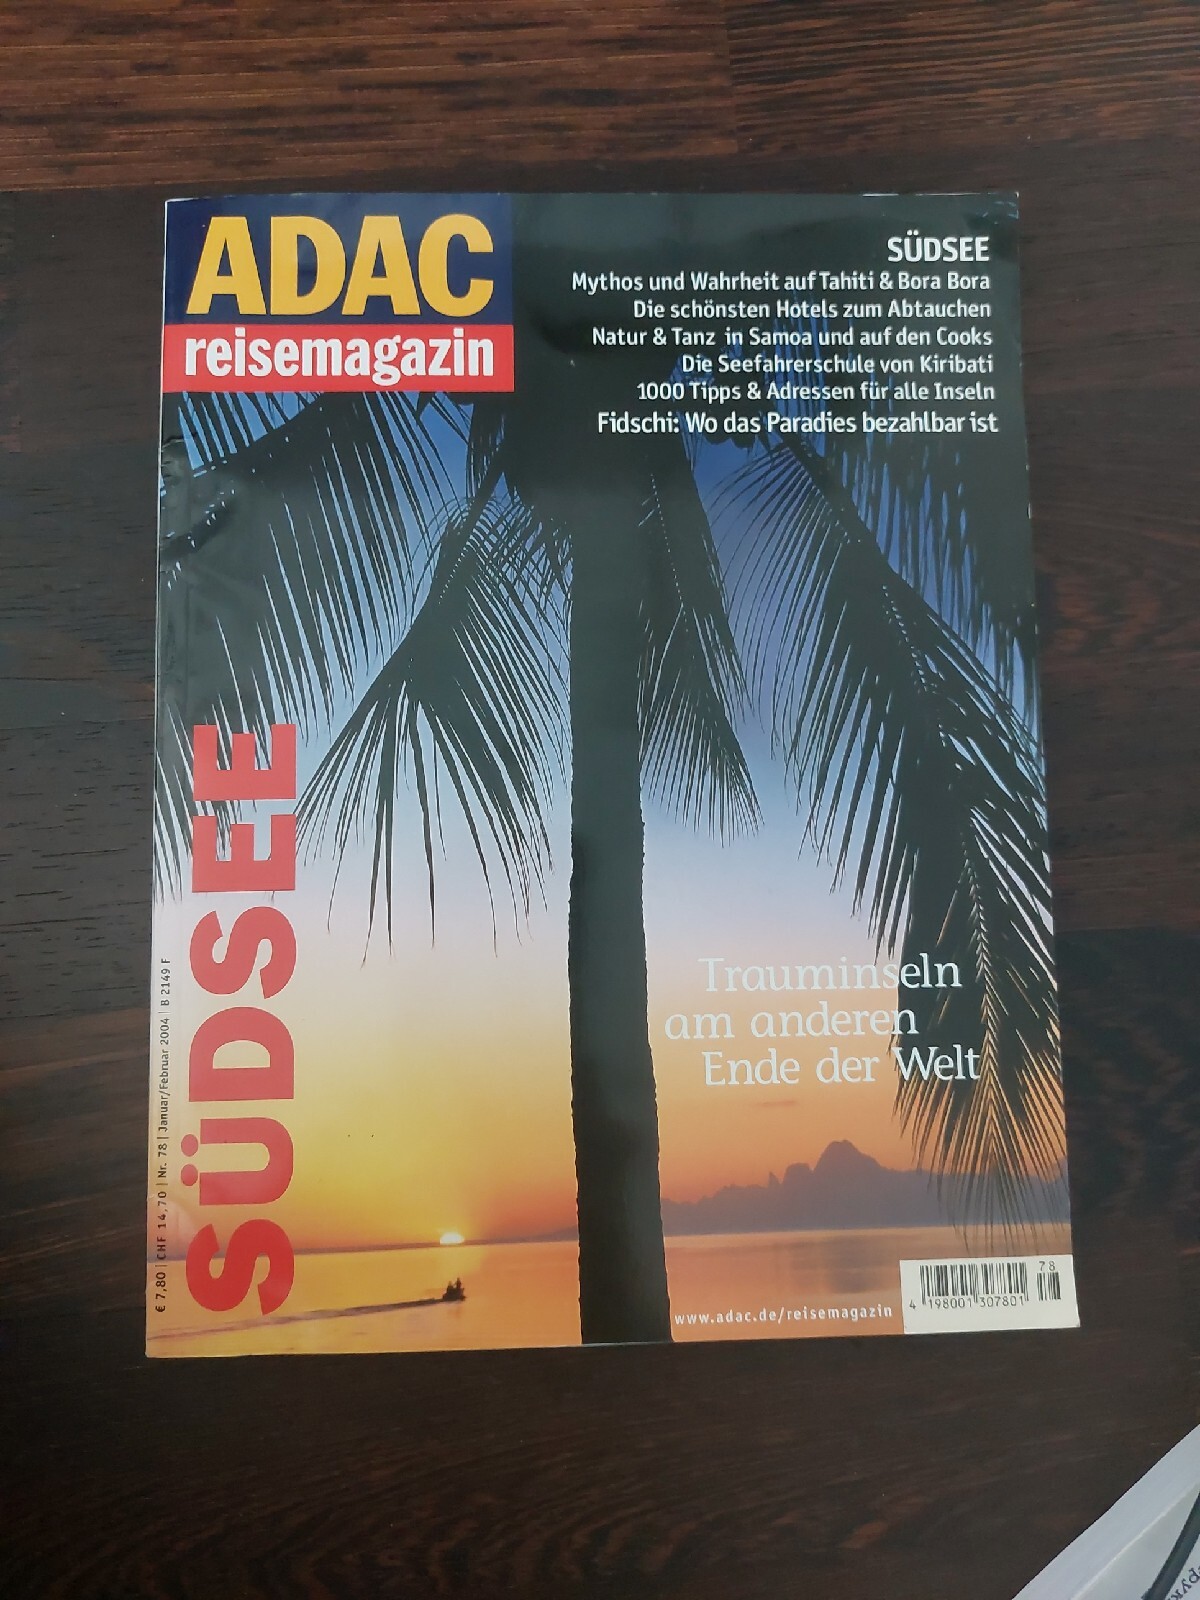 ADAC
reisemagazin
SÜDSEE
Mythos und Wahrheit auf Tahiti & Bora Bora
Die schönsten Hotels zum Abtauchen
Natur & Tanz in Samoa und auf den Cooks
Die Seefahrerschule von Kiribati
1000 Tipps & Adressen für alle Inseln
Fidschi: Wo das Paradies bezahlbar ist
SÜDSEE
€ 7,80 | CHF 14,70 | Nr. 78 | Januar/Februar 2004 | B 2149 F
Trauminseln
am anderen
Ende der Welt
www.adac.de/reisemagazin
78
4 198001 307801